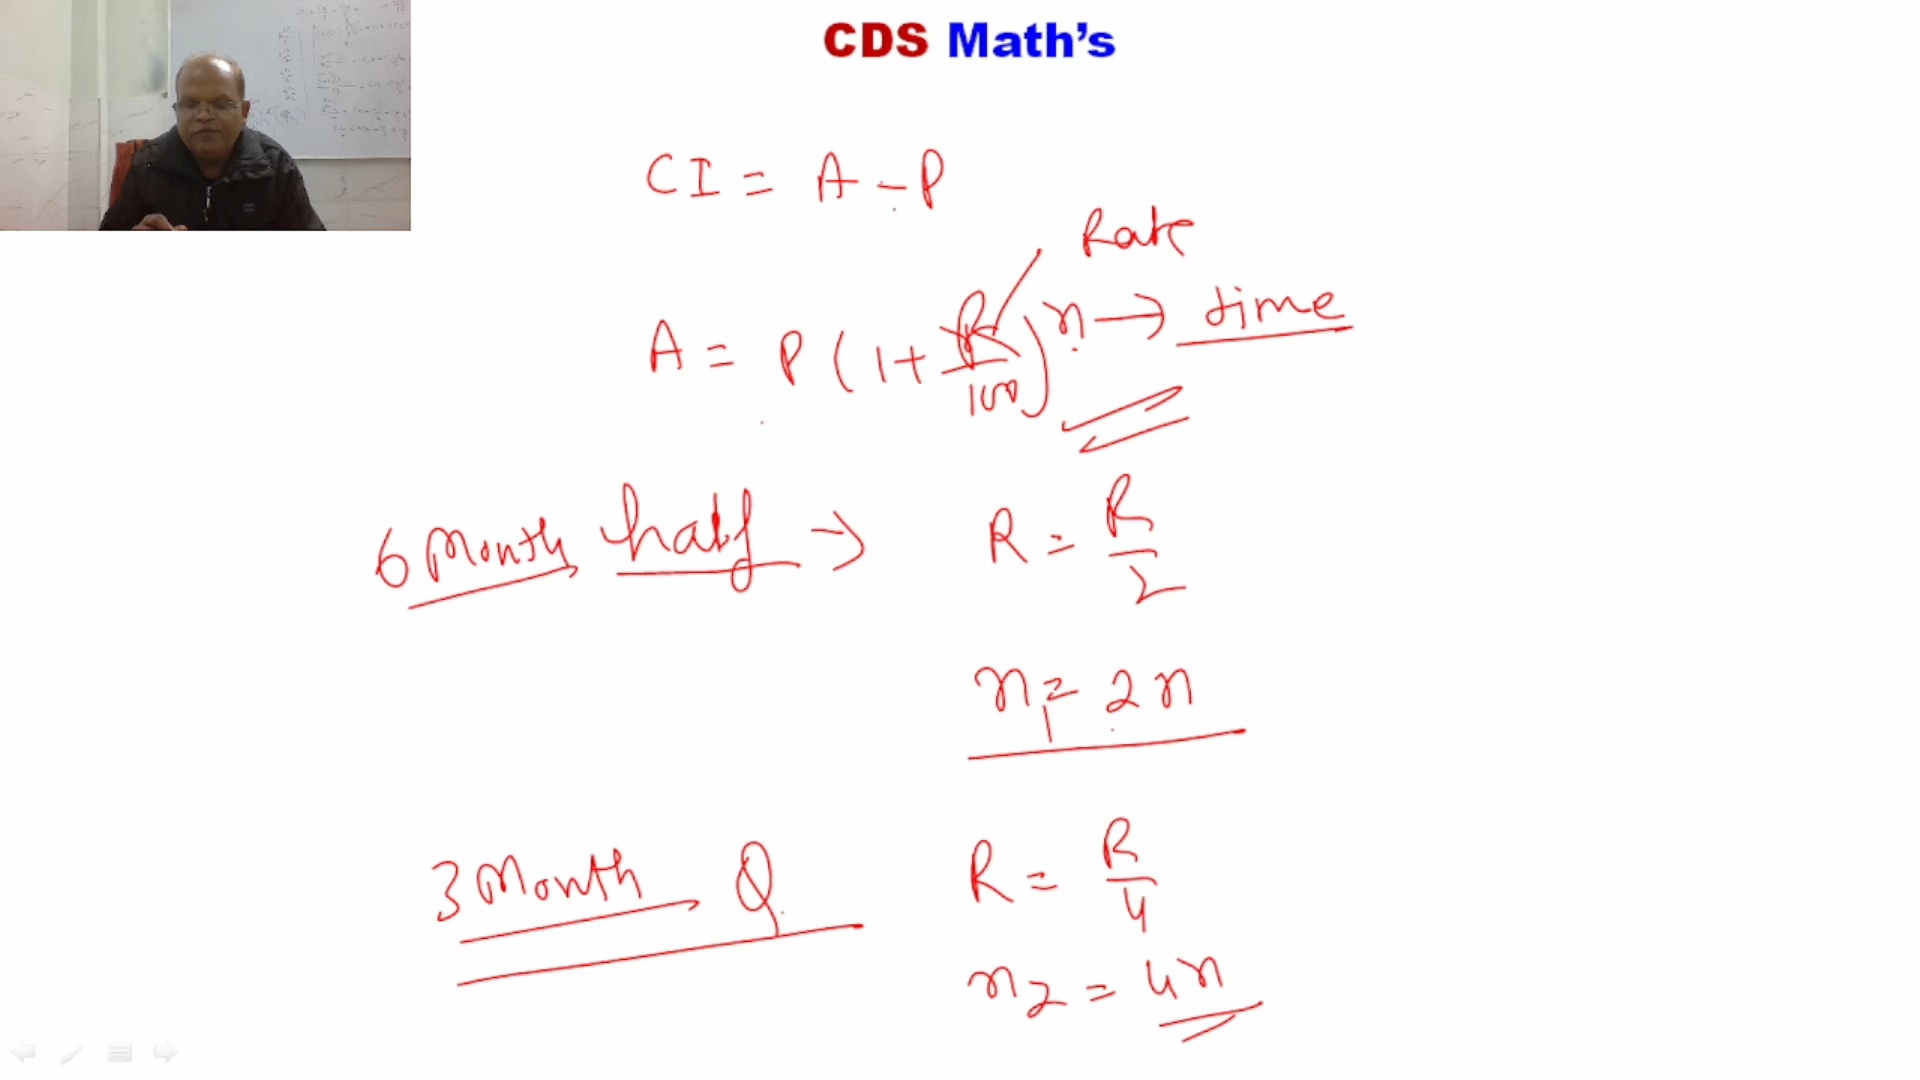 CDS Math's
CI = A - P
Rate
A = P(1+R/100)^n → time
6 Month half → R = R/2
n1 = 2n
3 Month Q R = R/4
n2 = 4n